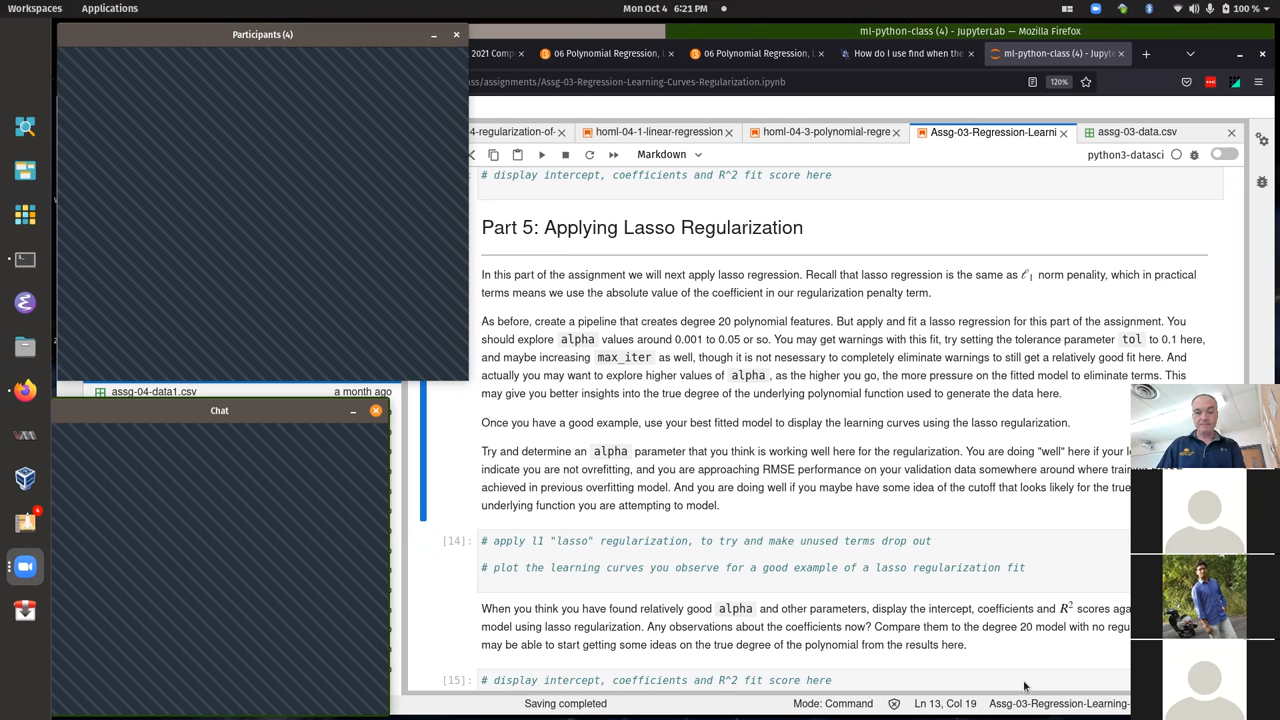 Workspaces Applications Mon Oct 4 6:21 PM 100 %
Participants (4)
ml-python-class (4) - JupyterLab — Mozilla Firefox
2021 Comp
06 Polynomial Regression, L
06 Polynomial Regression, L
How do I use find when the
ml-python-class (4) - Jupyte
ss/assignments/Assg-03-Regression-Learning-Curves-Regularization.ipynb 120%
4-regularization-of-
homl-04-1-linear-regression
homl-04-3-polynomial-regre
Assg-03-Regression-Learni
assg-03-data.csv
Markdown python3-datasci
# display intercept, coefficients and R^2 fit score here
Part 5: Applying Lasso Regularization
In this part of the assignment we will next apply lasso regression. Recall that lasso regression is the same as ℓ1 norm penality, which in practical
terms means we use the absolute value of the coefficient in our regularization penalty term.
As before, create a pipeline that creates degree 20 polynomial features. But apply and fit a lasso regression for this part of the assignment. You
should explore alpha values around 0.001 to 0.05 or so. You may get warnings with this fit, try setting the tolerance parameter tol to 0.1 here,
and maybe increasing max_iter as well, though it is not nesessary to completely eliminate warnings to still get a relatively good fit here. And
actually you may want to explore higher values of alpha , as the higher you go, the more pressure on the fitted model to eliminate terms. This
may give you better insights into the true degree of the underlying polynomial function used to generate the data here.
assg-04-data1.csv a month ago
Chat
Once you have a good example, use your best fitted model to display the learning curves using the lasso regularization.
Try and determine an alpha parameter that you think is working well here for the regularization. You are doing "well" here if your le
indicate you are not ovrefitting, and you are approaching RMSE performance on your validation data somewhere around where train
achieved in previous overfitting model. And you are doing well if you maybe have some idea of the cutoff that looks likely for the true
underlying function you are attempting to model.
[14]: # apply l1 "lasso" regularization, to try and make unused terms drop out
# plot the learning curves you observe for a good example of a lasso regularization fit
When you think you have found relatively good alpha and other parameters, display the intercept, coefficients and R² scores aga
model using lasso regularization. Any observations about the coefficients now? Compare them to the degree 20 model with no regu
may be able to start getting some ideas on the true degree of the polynomial from the results here.
[15]: # display intercept, coefficients and R^2 fit score here
Saving completed Mode: Command Ln 13, Col 19 Assg-03-Regression-Learning-
4